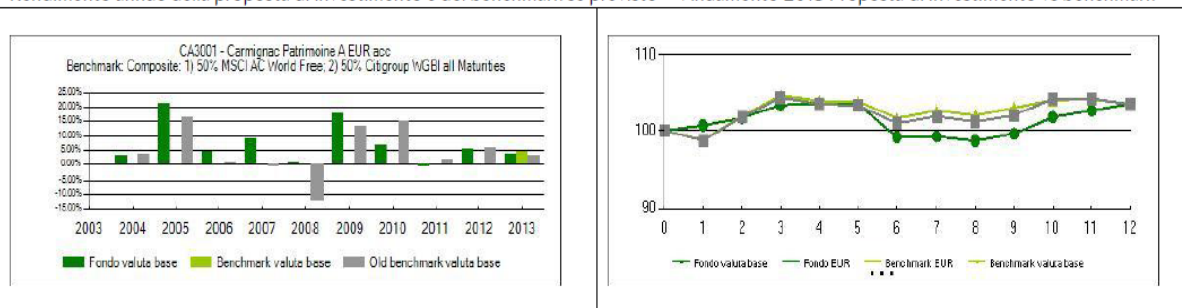 CA3001 - Carmignac Patrimoine A EUR acc
Benchmark: Composite: 1) 50% MSCI AC World Free; 2) 50% Citigroup WGBI all Maturities
25.00%
20.00%
15.00%
10.00%
5.00%
0.00%
-5.00%
-10.00%
-15.00%
2003 2004 2005 2006 2007 2008 2009 2010 2011 2012 2013
Fondo valuta base Benchmark valuta base Old benchmark valuta base
110
100
90
0 1 2 3 4 5 6 7 8 9 10 11 12
Fondo valuta base Fondo EUR Benchmark EUR Benchmark valuta base